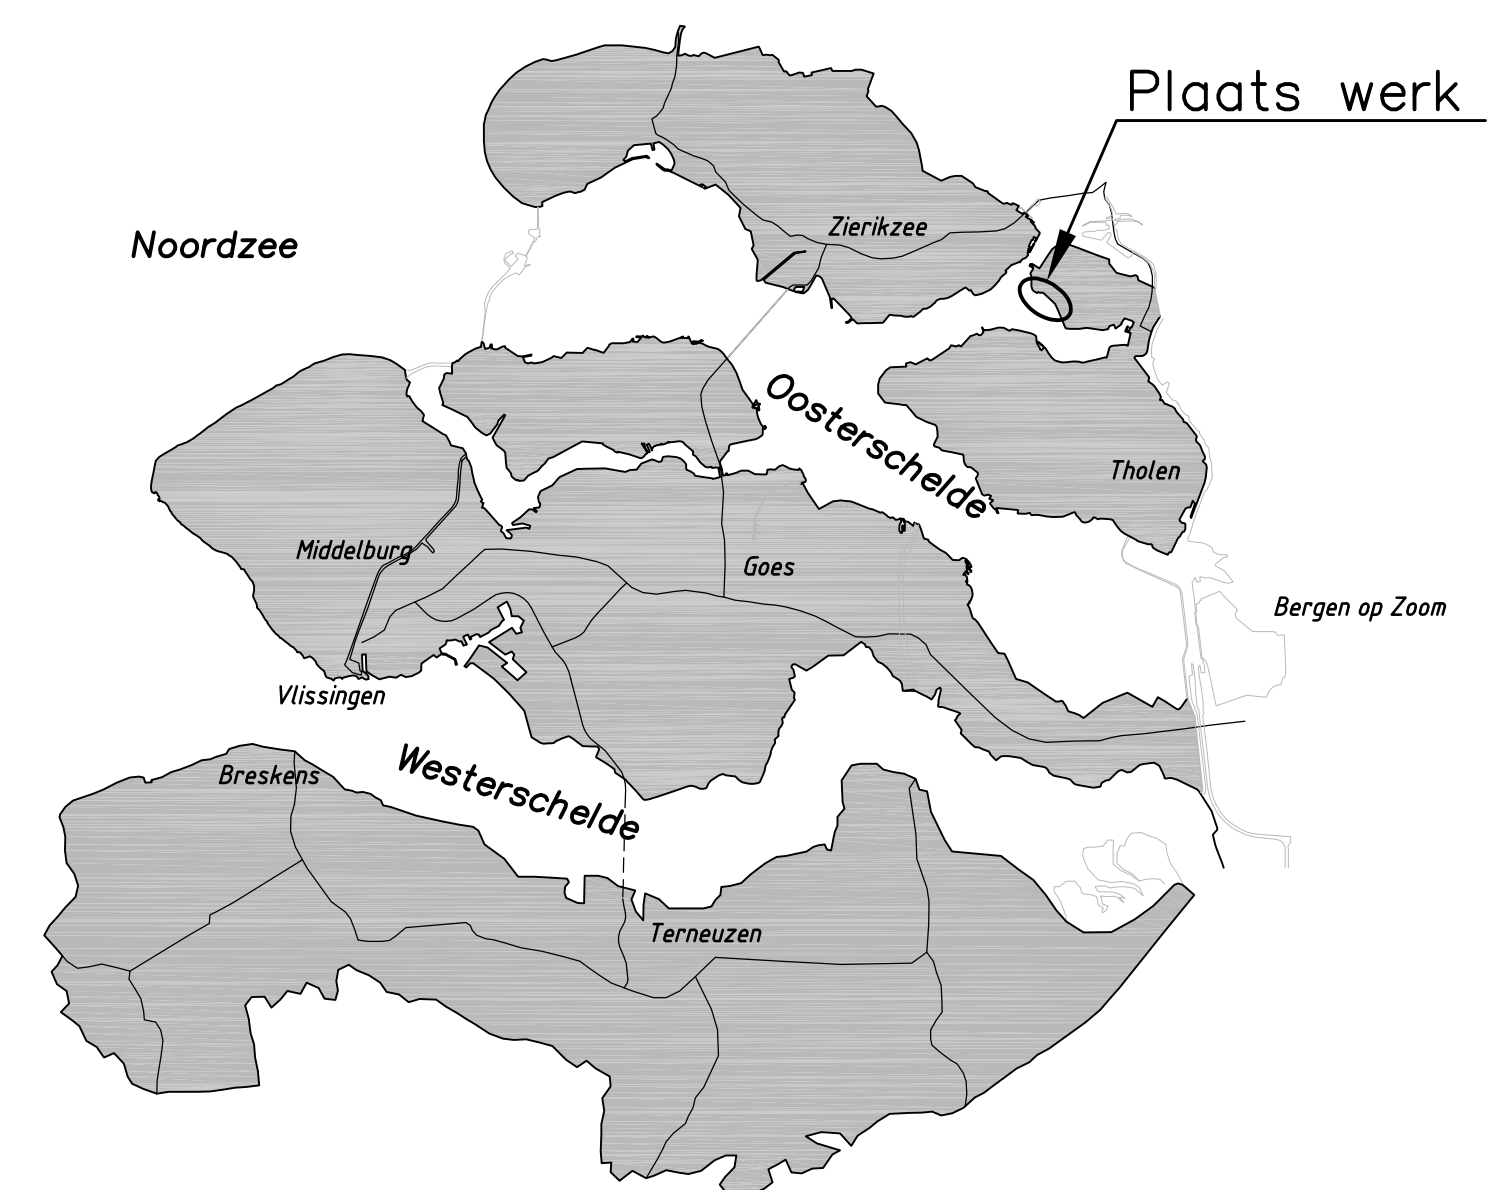 Plaats werk
Noordzee
Zierikzee
Oosterschelde
Tholen
Middelburg
Goes
Bergen op Zoom
Vlissingen
Westerschelde
Breskens
Terneuzen